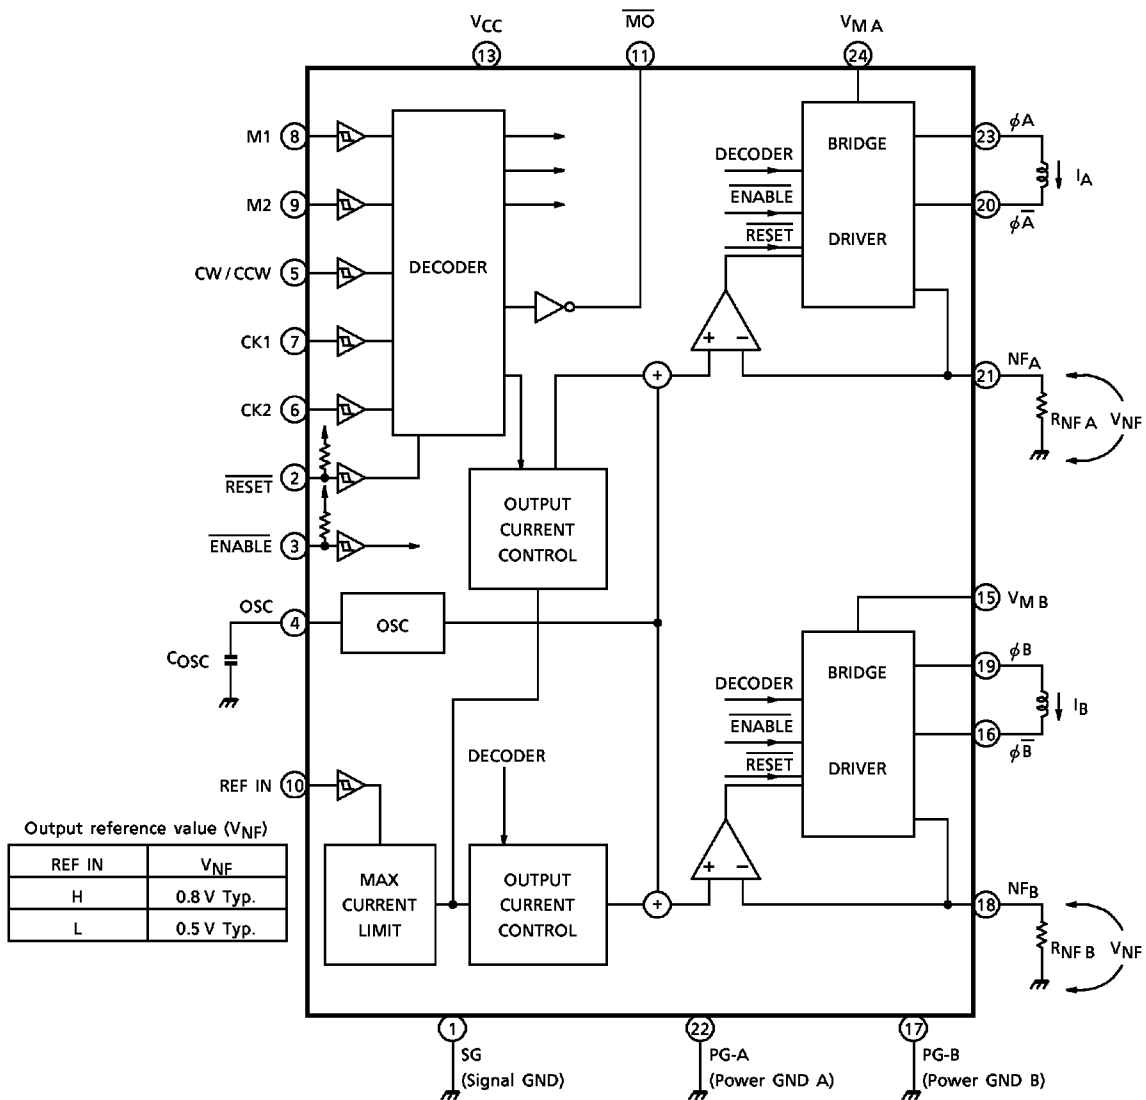 VCC
MO
VM A
13
11
24
M1 8
M2 9
CW / CCW 5
CK1 7
CK2 6
RESET 2
ENABLE 3
OSC 4
COSC
REF IN 10
DECODER
OUTPUT
CURRENT
CONTROL
OSC
DECODER
MAX
CURRENT
LIMIT
OUTPUT
CURRENT
CONTROL
+
+
DECODER
ENABLE
RESET
BRIDGE
DRIVER
+ −
23 ϕA
IA
20 ϕA
21 NFA
RNF A
VNF
15 VM B
DECODER
ENABLE
RESET
BRIDGE
DRIVER
+ −
19 ϕB
IB
16 ϕB
18 NFB
RNF B
VNF
Output reference value (VNF)
REF IN VNF
H 0.8 V Typ.
L 0.5 V Typ.
1
SG
(Signal GND)
22
PG-A
(Power GND A)
17
PG-B
(Power GND B)